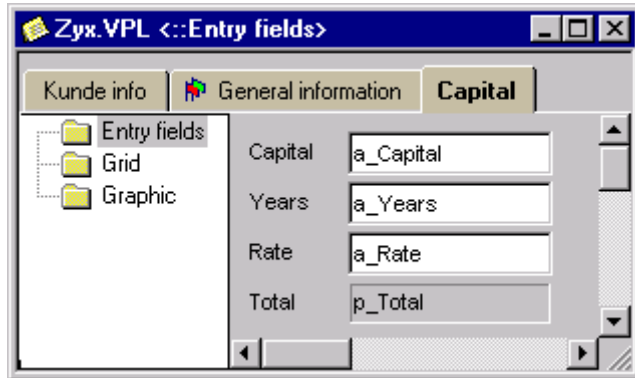 Zyx.VPL <::Entry fields>
Kunde info General information Capital
Entry fields
Grid
Graphic
Capital a_Capital
Years a_Years
Rate a_Rate
Total p_Total